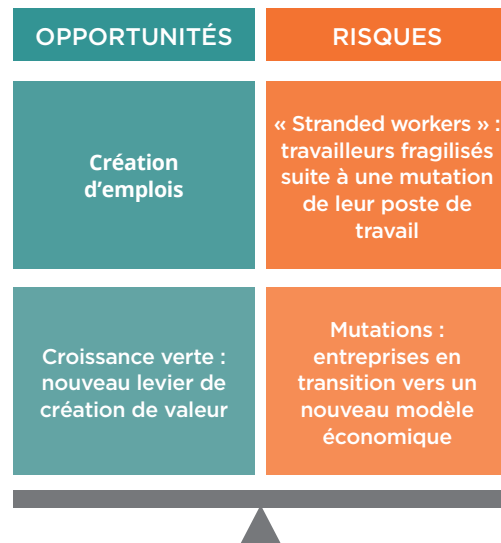 OPPORTUNITÉS
RISQUES
Création
d'emplois
« Stranded workers » :
travailleurs fragilisés
suite à une mutation
de leur poste de
travail
Croissance verte :
nouveau levier de
création de valeur
Mutations :
entreprises en
transition vers un
nouveau modèle
économique